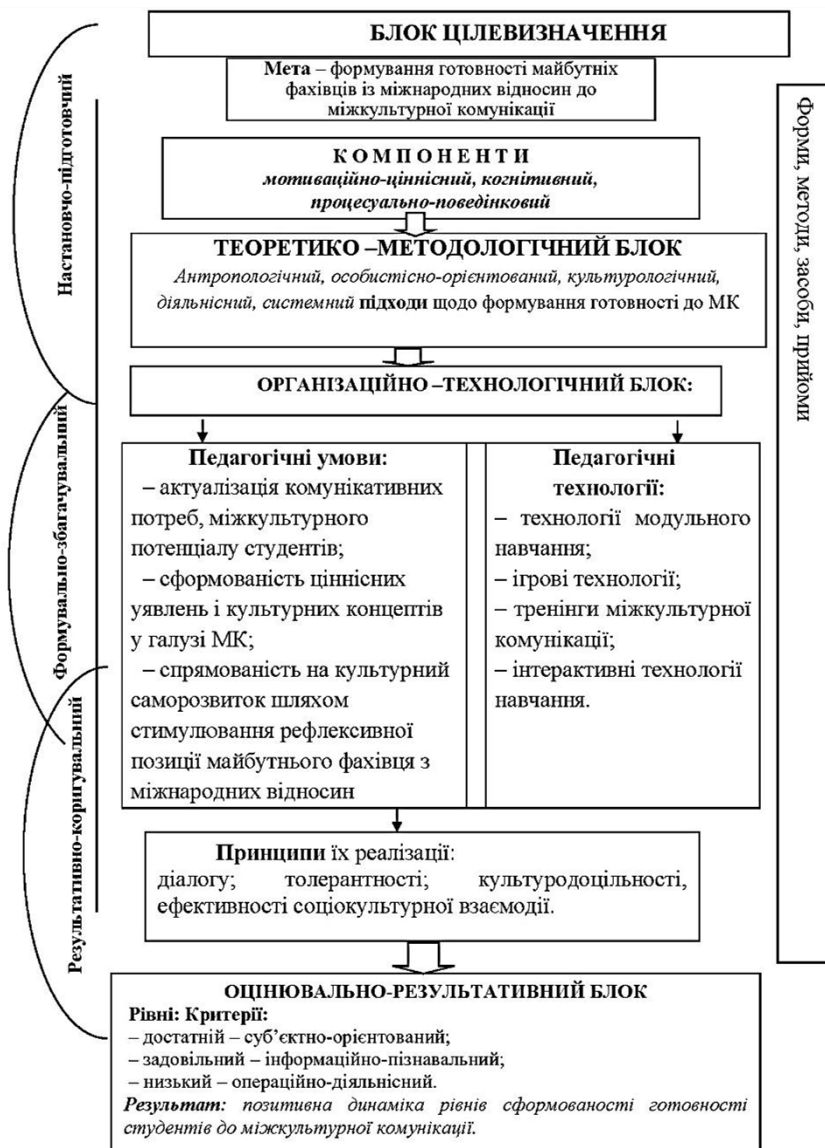 БЛОК ЦІЛЕВИЗНАЧЕННЯ
Мета – формування готовності майбутніх
фахівців із міжнародних відносин до
міжкультурної комунікації
К О М П О Н Е Н Т И
мотиваційно-ціннісний, когнітивний,
процесуально-поведінковий
ТЕОРЕТИКО –МЕТОДОЛОГІЧНИЙ БЛОК
Антропологічний, особистісно-орієнтований, культурологічний,
діяльнісний, системний підходи щодо формування готовності до МК
ОРГАНІЗАЦІЙНО –ТЕХНОЛОГІЧНИЙ БЛОК:
Педагогічні умови:
– актуалізація комунікативних
потреб, міжкультурного
потенціалу студентів;
– сформованість ціннісних
уявлень і культурних концептів
у галузі МК;
– спрямованість на культурний
саморозвиток шляхом
стимулювання рефлексивної
позиції майбутнього фахівця з
міжнародних відносин
Педагогічні
технології:
– технології модульного
навчання;
– ігрові технології;
– тренінги міжкультурної
комунікації;
– інтерактивні технології
навчання.
Принципи їх реалізації:
діалогу; толерантності; культуродоцільності,
ефективності соціокультурної взаємодії.
ОЦІНЮВАЛЬНО-РЕЗУЛЬТАТИВНИЙ БЛОК
Рівні: Критерії:
– достатній – суб’єктно-орієнтований;
– задовільний – інформаційно-пізнавальний;
– низький – операційно-діяльнісний.
Результат: позитивна динаміка рівнів сформованості готовності
студентів до міжкультурної комунікації.
Настановчо-підготовчий
Формувально-збагачувальний
Результативно-коригувальний
Форми, методи, засоби, прийоми